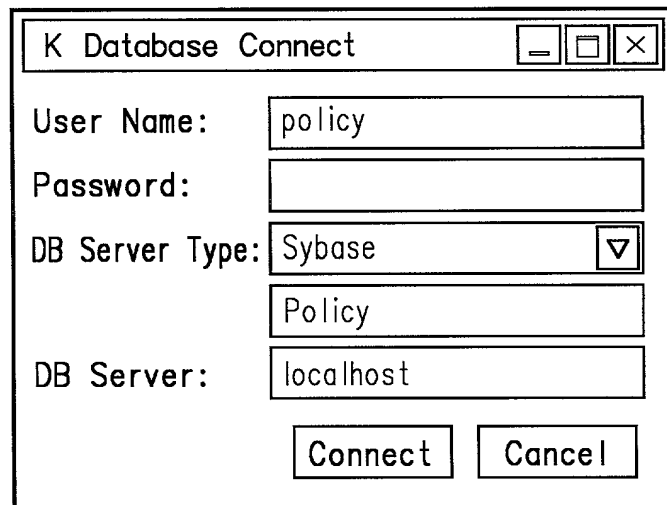 K Database Connect
User Name: policy
Password:
DB Server Type: Sybase
Policy
DB Server: localhost
Connect Cancel